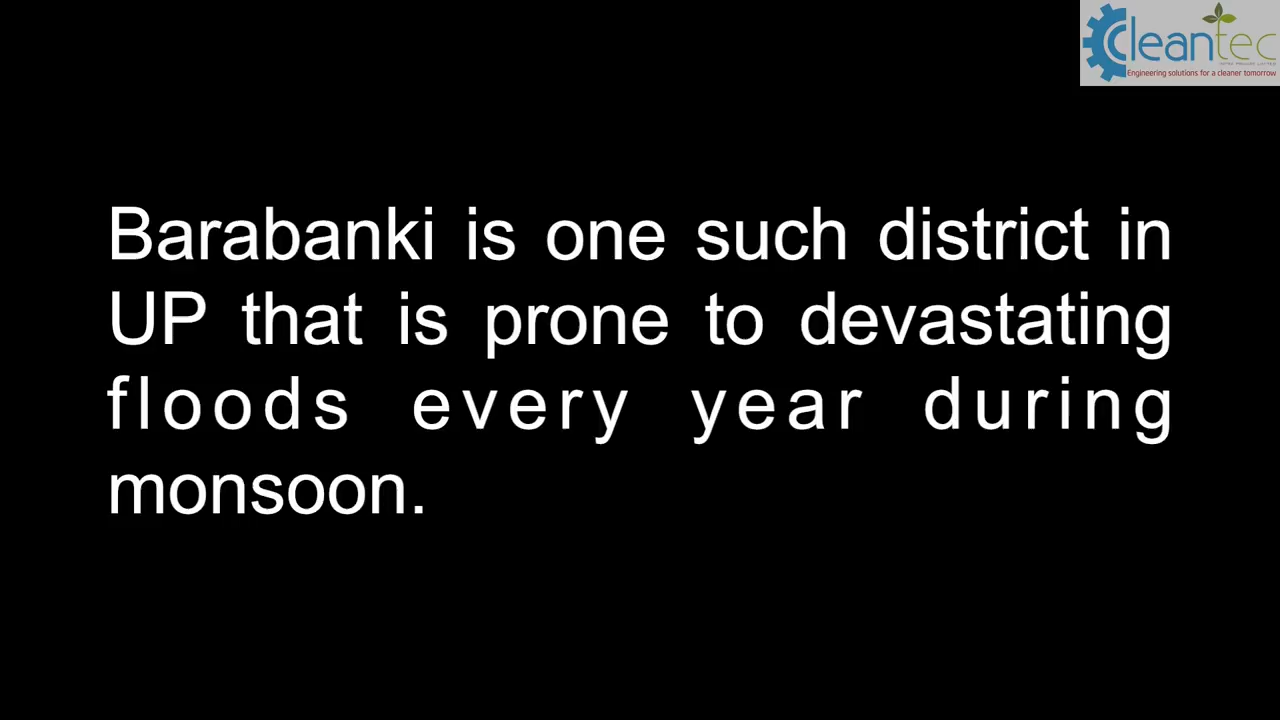 Cleantec
Engineering solutions for a cleaner tomorrow
Barabanki is one such district in
UP that is prone to devastating
floods every year during
monsoon.